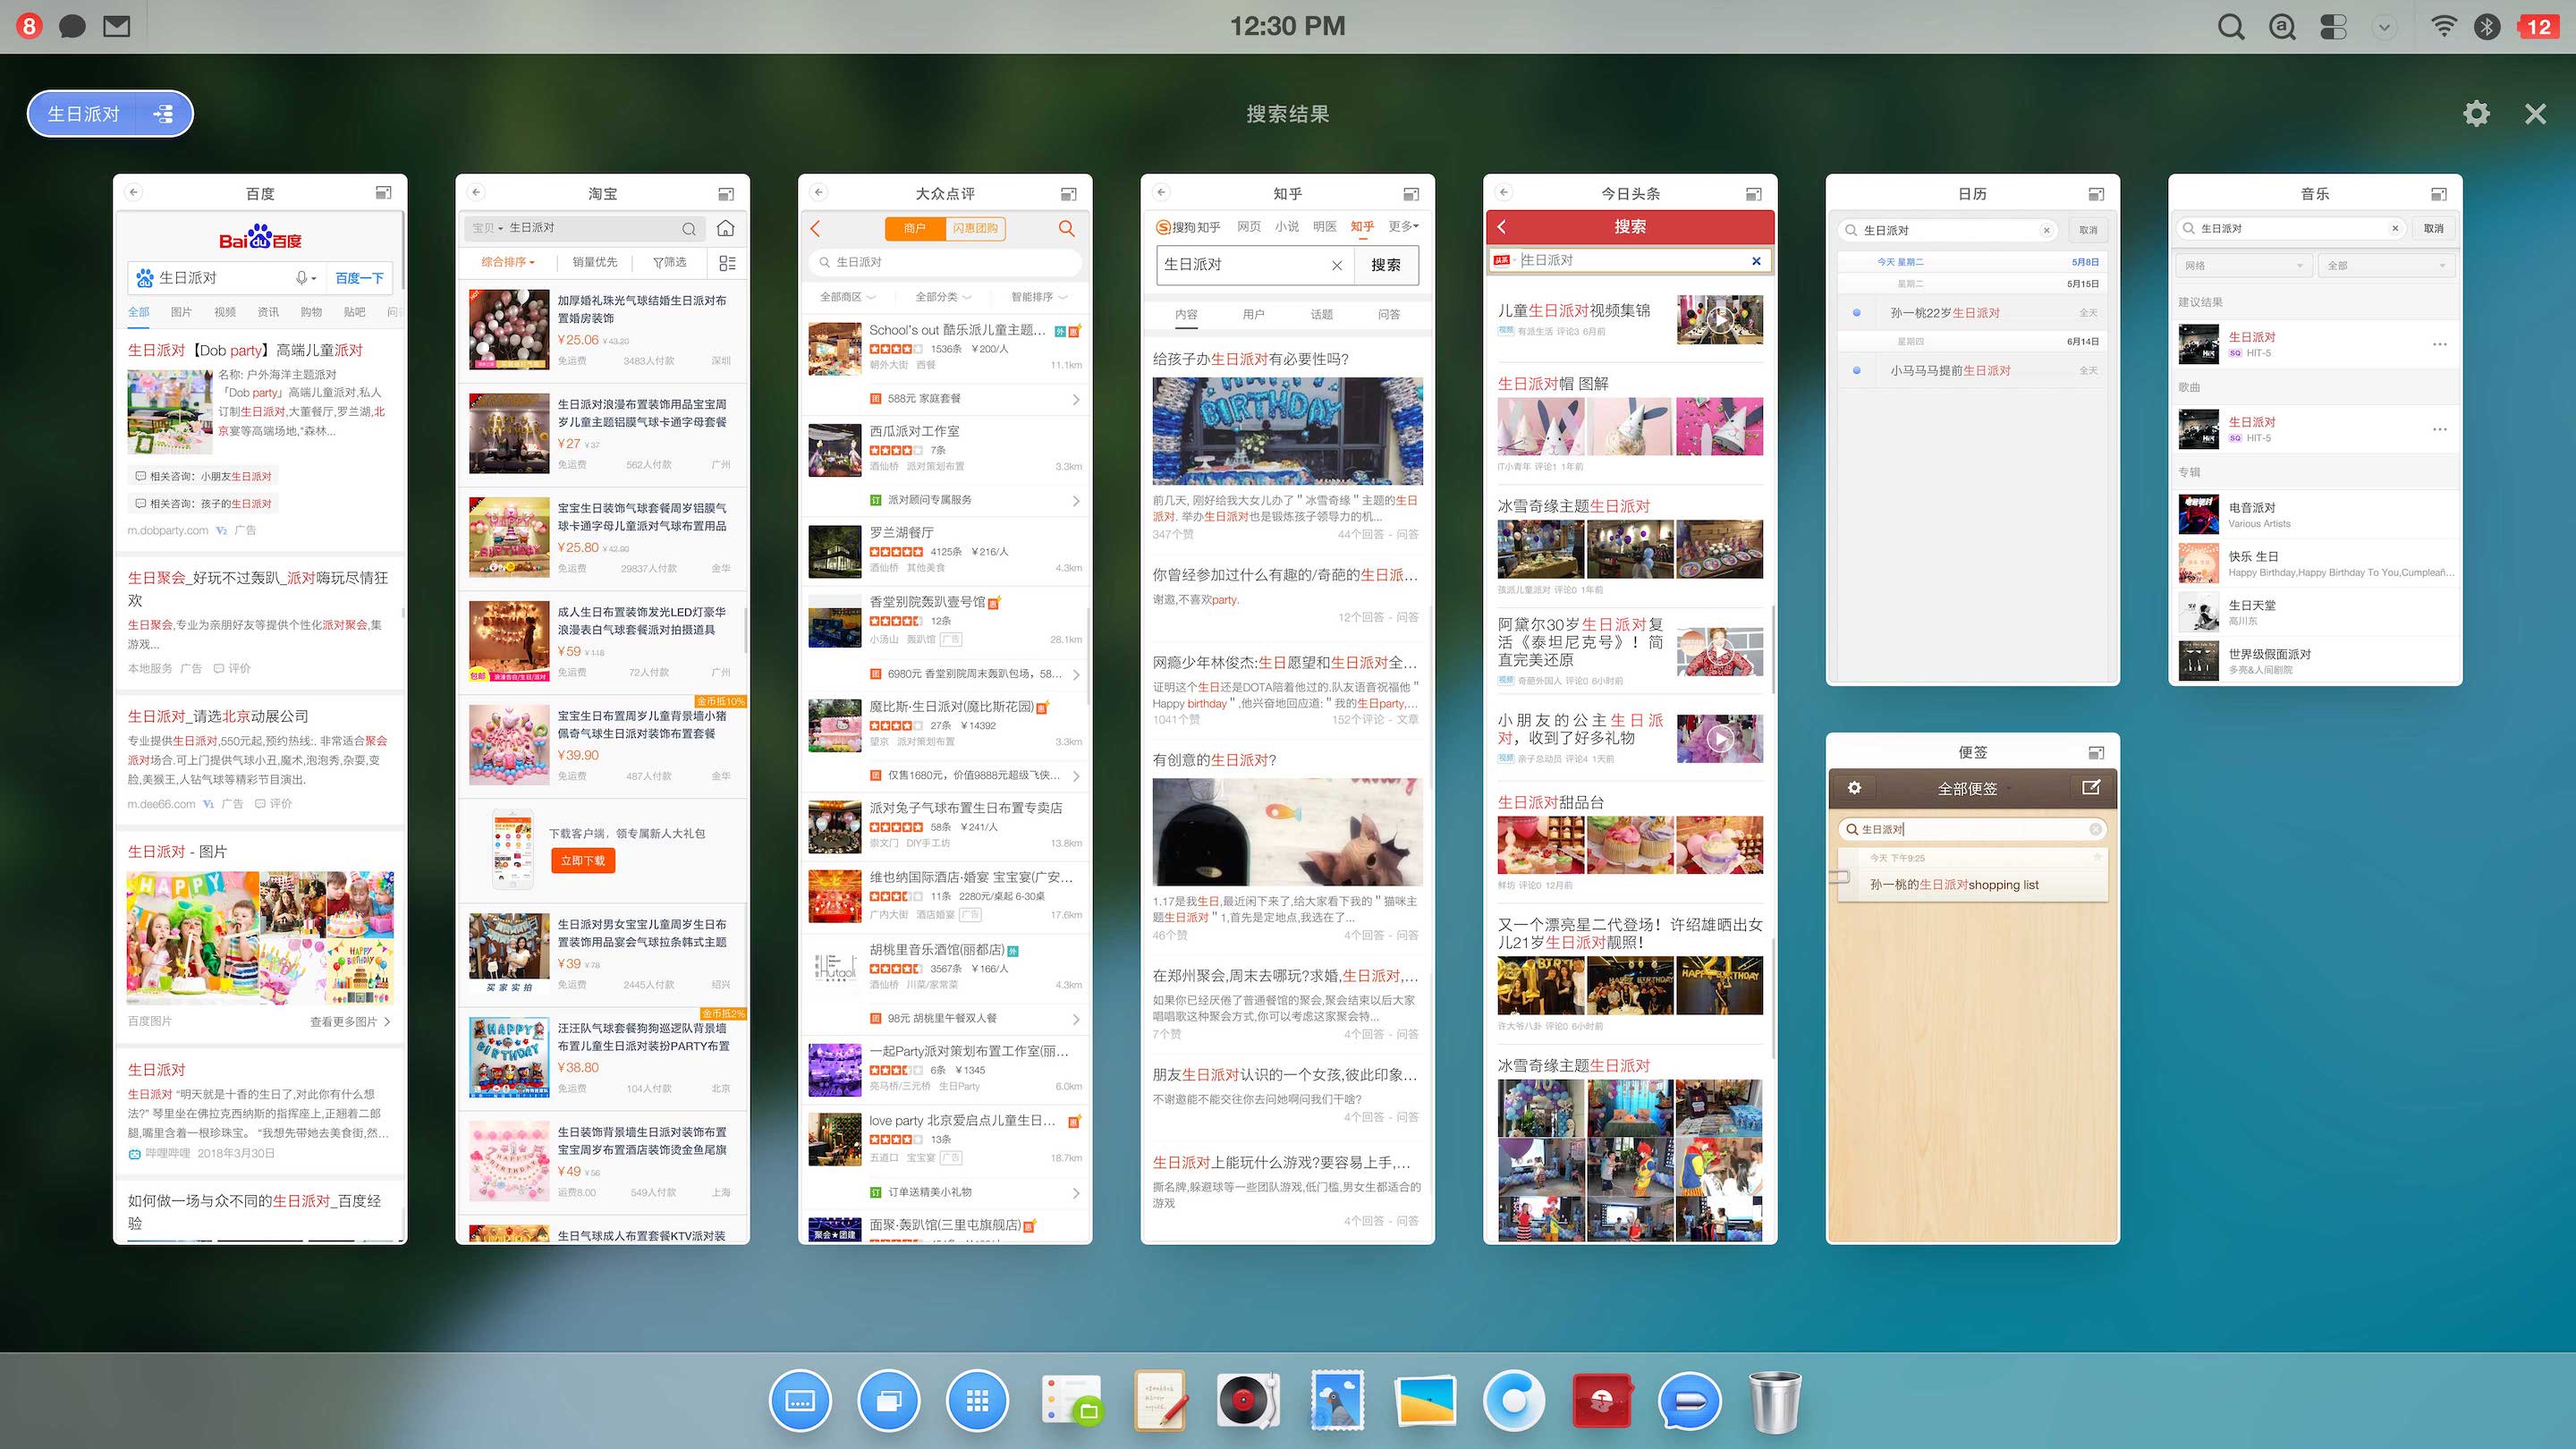 8
12:30 PM
12
生日派对
搜索结果
百度
Bai du 百度
生日派对
百度一下
全部 图片 视频 资讯 购物 贴吧
生日派对【Dob party】高端儿童派对
名称: 户外海洋主题派对
「Dob party」高端儿童派对,私人
订制生日派对,大董餐厅,罗兰湖,北
京宴等高端场地,"森林...
相关咨询：小朋友生日派对
相关咨询：孩子的生日派对
m.dobparty.com V2 广告
生日聚会_好玩不过轰趴_派对嗨玩尽情狂
欢
生日聚会,专业为亲朋好友等提供个性化派对聚会,集
游戏...
本地服务 广告 评价
生日派对_请选北京动展公司
专业提供生日派对,550元起,预约热线:. 非常适合聚会
派对场合.可上门提供气球小丑,魔术,泡泡秀,杂耍,变
脸,美猴王,人钻气球等精彩节目演出.
m.dee66.com V1 广告 评价
生日派对 - 图片
百度图片 查看更多图片
生日派对
生日派对 "明天就是十香的生日了,对此你有什么想
法?" 琴里坐在佛拉克西纳斯的指挥座上,正翘着二郎
腿,嘴里含着一根珍珠宝。 "我想先带她去美食街,然...
哔哩哔哩 2018年3月30日
如何做一场与众不同的生日派对_百度经
验
淘宝
宝贝 生日派对
综合排序 销量优先 筛选
加厚婚礼珠光气球结婚生日派对布
置婚房装饰
¥25.06 ¥43.20
免运费 3483人付款 深圳
生日派对浪漫布置装饰用品宝宝周
岁儿童主题铝膜气球卡通字母套餐
¥27 ¥37
免运费 562人付款 广州
宝宝生日装饰气球套餐周岁铝膜气
球卡通字母儿童派对气球布置用品
¥25.80 ¥42.90
免运费 29837人付款 金华
成人生日布置装饰发光LED灯豪华
浪漫表白气球套餐派对拍摄道具
¥59 ¥118
免运费 72人付款 广州
金币抵10%
宝宝生日布置周岁儿童背景墙小猪
佩奇气球生日派对装饰布置套餐
¥39.90
免运费 487人付款 金华
下载客户端，领专属新人大礼包
立即下载
生日派对男女宝宝儿童周岁生日布
置装饰用品宴会气球拉条韩式主题
¥39 ¥78
买家实拍
免运费 2445人付款 绍兴
金币抵2%
汪汪队气球套餐狗狗巡逻队背景墙
布置儿童生日派对装扮PARTY布置
¥38.80
免运费 104人付款 北京
生日装饰背景墙生日派对装饰布置
宝宝周岁布置酒店装饰烫金鱼尾旗
¥49 ¥56
运费8.00 549人付款 上海
生日气球成人布置套餐KTV派对装
大众点评
商户 闪惠团购
生日派对
全部商区 全部分类 智能排序
School's out 酷乐派儿童主题... 外 惠
1536条 ¥200/人
朝外大街 西餐 11.1km
团 588元 家庭套餐
西瓜派对工作室
7条
酒仙桥 派对策划布置 3.3km
订 派对顾问专属服务
罗兰湖餐厅
4125条 ¥216/人
酒仙桥 其他美食 4.3km
香堂别院轰趴壹号馆 惠
12条
小汤山 轰趴馆 广告 28.1km
团 6980元 香堂别院周末轰趴包场，58...
魔比斯·生日派对(魔比斯花园) 惠
27条 ¥14392
望京 派对策划布置 3.3km
团 仅售1680元，价值9888元超级飞侠...
派对兔子气球布置生日布置专卖店
58条 ¥241/人
崇文门 DIY手工坊 13.8km
维也纳国际酒店·婚宴 宝宝宴(广安...
11条 2280元/桌起 6-30桌
广内大街 酒店婚宴 广告 17.6km
胡桃里音乐酒馆(丽都店) 外
3567条 ¥166/人
酒仙桥 川菜/家常菜 4.3km
团 98元 胡桃里午餐双人餐
一起Party派对策划布置工作室(丽...
6条 ¥1345
亮马桥/三元桥 生日Party 6.0km
love party 北京爱启点儿童生日... 惠
13条
五道口 宝宝宴 广告 18.7km
订 订单送精美小礼物
面聚·轰趴馆(三里屯旗舰店) 惠
聚会★团建
知乎
搜狗知乎 网页 小说 明医 知乎 更多
生日派对 搜索
内容 用户 话题 问答
给孩子办生日派对有必要性吗?
BIRTHDAY
前几天, 刚好给我大女儿办了 " 冰雪奇缘 " 主题的生日
派对. 举办生日派对也是锻炼孩子领导力的机...
347个赞 44个回答 - 问答
你曾经参加过什么有趣的/奇葩的生日派...
谢邀,不喜欢party.
12个回答 - 问答
网瘾少年林俊杰:生日愿望和生日派对全...
证明这个生日还是DOTA陪着他过的.队友语音祝福他 "
Happy birthday " ,他兴奋地回应道: " 我的生日party,...
1041个赞 152个评论 - 文章
有创意的生日派对?
1.17是我生日,最近闲下来了,给大家看下我的 " 猫咪主
题生日派对 " 1,首先是定地点,我选在了...
46个赞 4个回答 - 问答
在郑州聚会,周末去哪玩?求婚,生日派对,...
如果你已经厌倦了普通餐馆的聚会,聚会结束以后大家
唱唱歌这种聚会方式,你可以考虑这家聚会特...
7个赞 4个回答 - 问答
朋友生日派对认识的一个女孩,彼此印象...
不谢邀能不能交往你去问她啊问我们干啥?
4个回答 - 问答
生日派对上能玩什么游戏?要容易上手,...
撕名牌,躲避球等一些团队游戏,低门槛,男女生都适合的
游戏
4个回答 - 问答
今日头条
搜索
头条 生日派对
儿童生日派对视频集锦
视频 有派生活 评论3 6月前
生日派对帽 图解
IT小青年 评论1 1年前
冰雪奇缘主题生日派对
孩派儿童派对 评论0 1年前
阿黛尔30岁生日派对复
活《泰坦尼克号》！简
直完美还原
视频 奇葩外国人 评论0 6小时前
小朋友的公主生日派
对，收到了好多礼物
视频 亲子总动员 评论4 1天前
生日派对甜品台
鲜坊 评论0 12月前
又一个漂亮星二代登场！许绍雄晒出女
儿21岁生日派对靓照！
许大爷八卦 评论0 6小时前
冰雪奇缘主题生日派对
日历
生日派对 取消
今天 星期二 5月8日
星期二 5月15日
孙一桃22岁生日派对 全天
星期四 6月14日
小马马马提前生日派对 全天
便签
全部便签
生日派对
今天 下午9:25
孙一桃的生日派对shopping list
音乐
生日派对 取消
网络 全部
建议结果
生日派对
SQ HIT-5
歌曲
生日派对
SQ HIT-5
专辑
电音派对
Various Artists
快乐 生日
Happy Birthday,Happy Birthday To You,Cumpleañ...
生日天堂
高川东
世界级假面派对
多亮&人间剧院